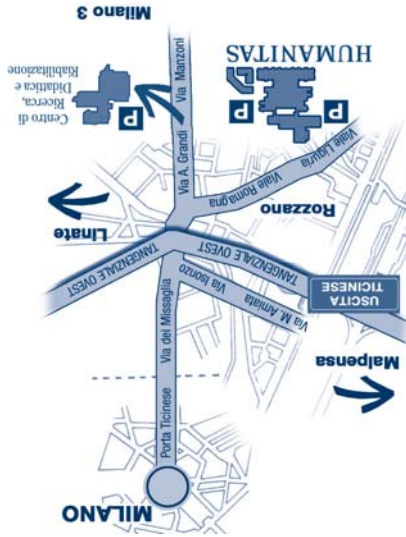 MILANO
Porta Ticinese
Malpensa
Via dei Missaglia
Via M. Amiata
Via Isonzo
USCITA
TICINESE
TANGENZIALE OVEST
TANGENZIALE OVEST
Linate
Rozzano
Viale Liguria
Viale Romagna
Via A. Grandi
Via Manzoni
P
P
HUMANITAS
P
Centro di
Ricerca,
Didattica e
Riabilitazione
Milano 3